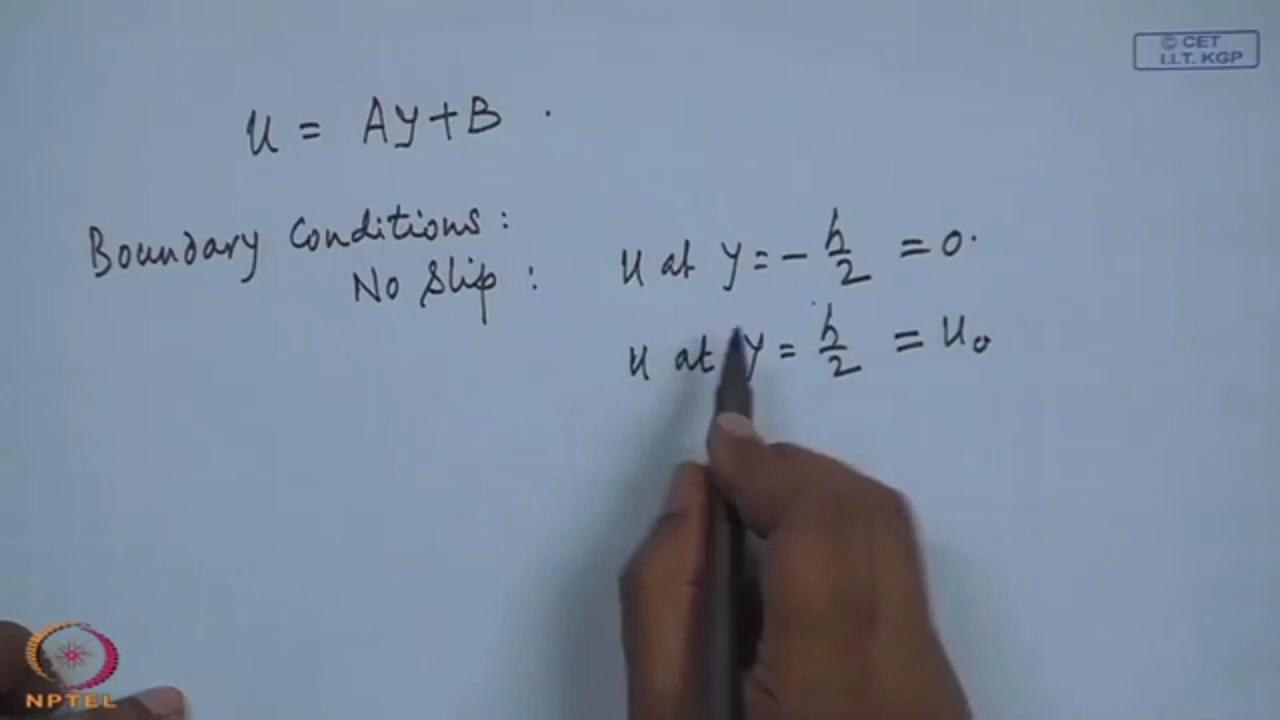 © CET
I.I.T. KGP
u = Ay+B .
Boundary Conditions :
No Slip : u at y = - h/2 = 0.
u at y = h/2 = u₀
NPTEL